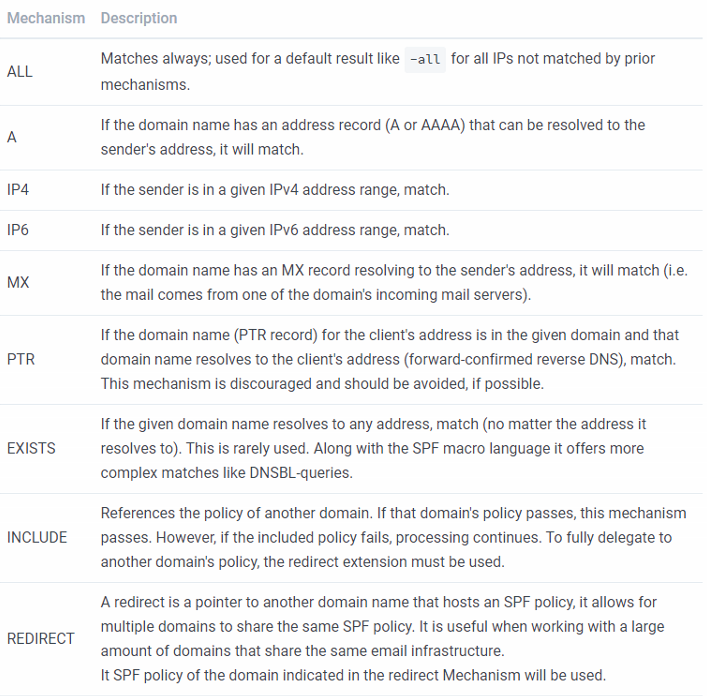 Mechanism Description
ALL
Matches always; used for a default result like -all for all IPs not matched by prior
mechanisms.
A
If the domain name has an address record (A or AAAA) that can be resolved to the
sender's address, it will match.
IP4
If the sender is in a given IPv4 address range, match.
IP6
If the sender is in a given IPv6 address range, match.
MX
If the domain name has an MX record resolving to the sender's address, it will match (i.e.
the mail comes from one of the domain's incoming mail servers).
PTR
If the domain name (PTR record) for the client's address is in the given domain and that
domain name resolves to the client's address (forward-confirmed reverse DNS), match.
This mechanism is discouraged and should be avoided, if possible.
EXISTS
If the given domain name resolves to any address, match (no matter the address it
resolves to). This is rarely used. Along with the SPF macro language it offers more
complex matches like DNSBL-queries.
INCLUDE
References the policy of another domain. If that domain's policy passes, this mechanism
passes. However, if the included policy fails, processing continues. To fully delegate to
another domain's policy, the redirect extension must be used.
REDIRECT
A redirect is a pointer to another domain name that hosts an SPF policy, it allows for
multiple domains to share the same SPF policy. It is useful when working with a large
amount of domains that share the same email infrastructure.
It SPF policy of the domain indicated in the redirect Mechanism will be used.